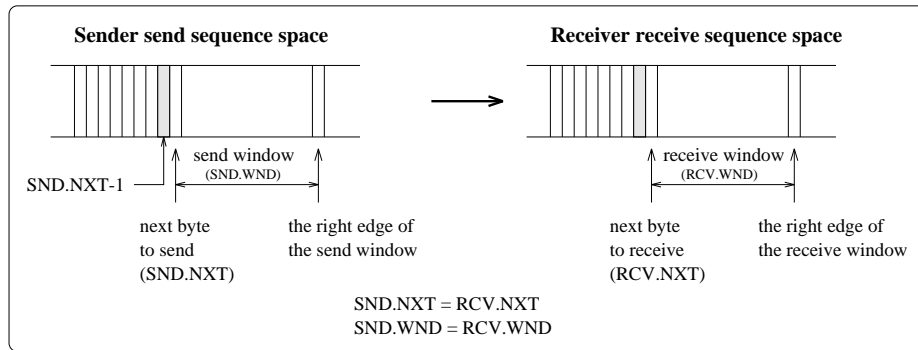 Sender send sequence space
SND.NXT-1
send window
(SND.WND)
next byte
to send
(SND.NXT)
the right edge of
the send window
Receiver receive sequence space
receive window
(RCV.WND)
next byte
to receive
(RCV.NXT)
the right edge of
the receive window
SND.NXT = RCV.NXT
SND.WND = RCV.WND